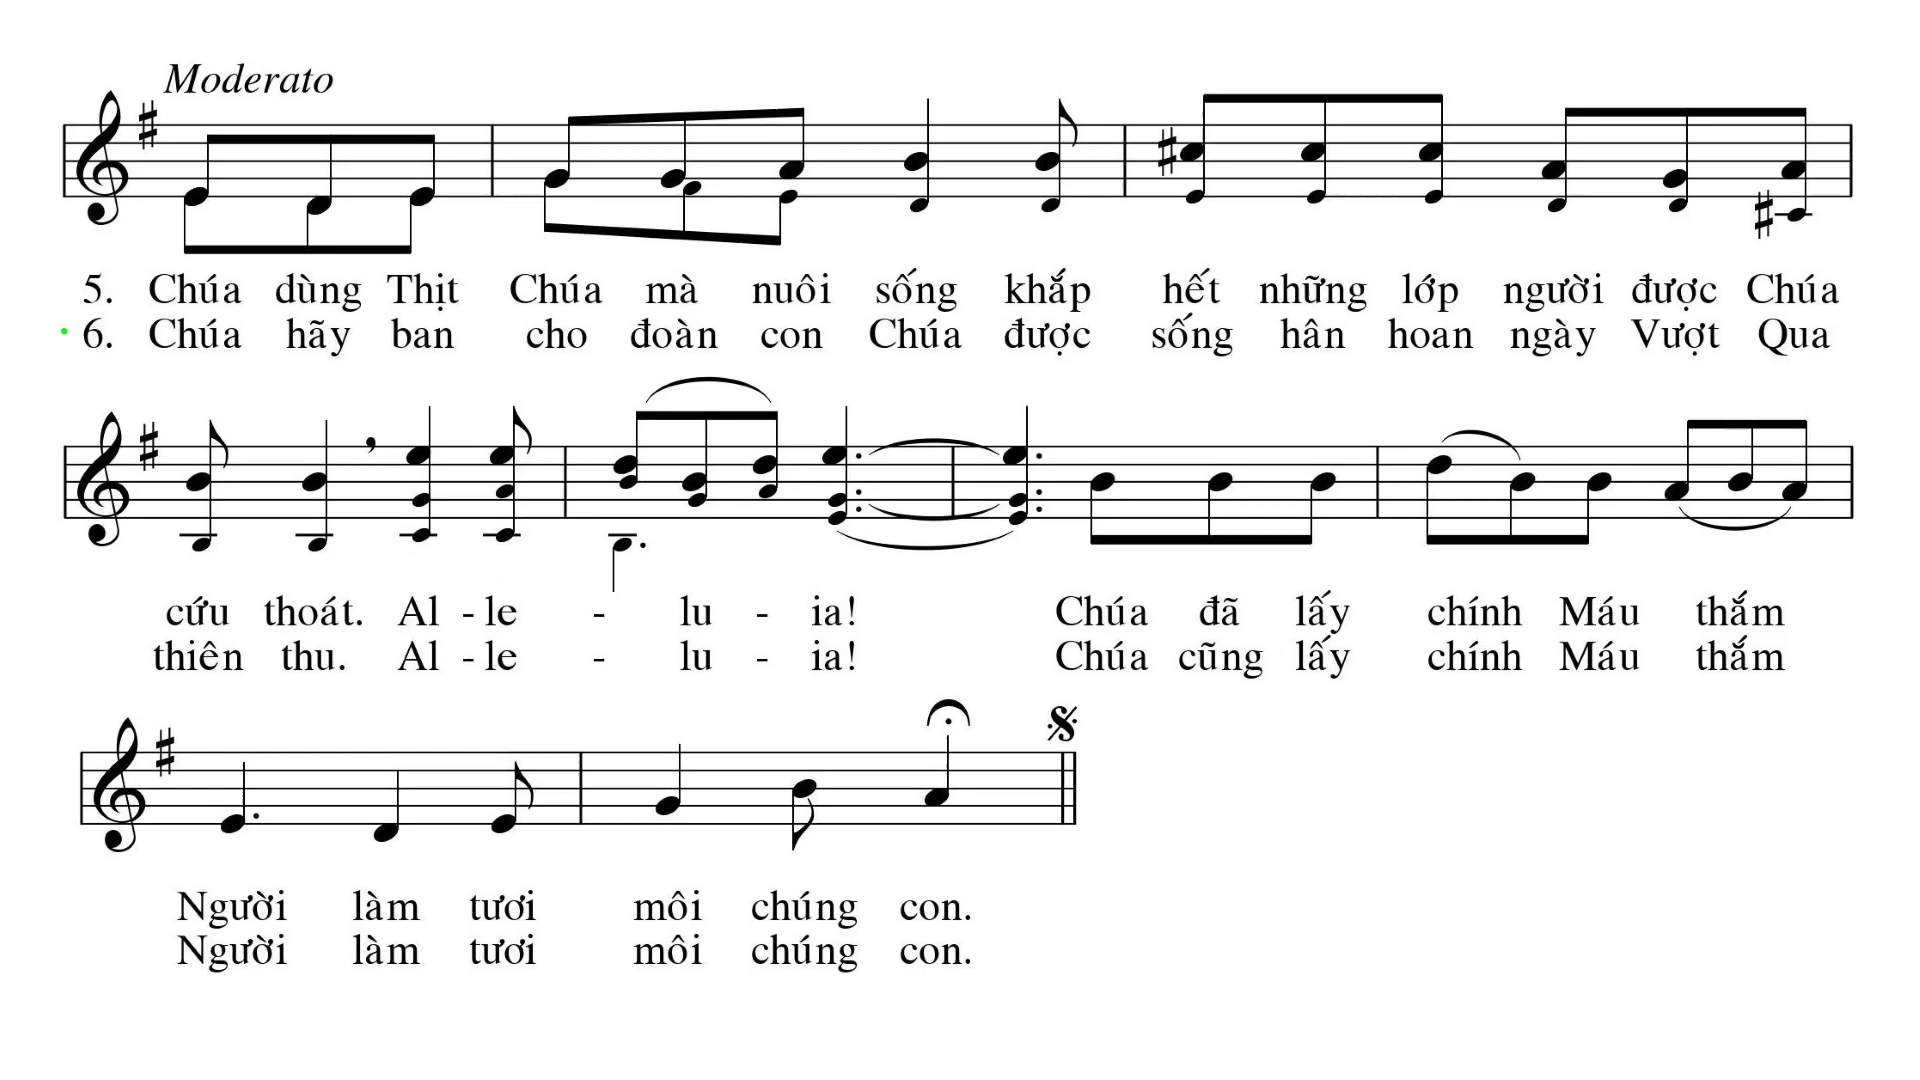 Moderato
5. Chúa dùng Thịt Chúa mà nuôi sống khắp hết những lớp người được Chúa
6. Chúa hãy ban cho đoàn con Chúa được sống hân hoan ngày Vượt Qua
cứu thoát. Al - le - lu - ia! Chúa đã lấy chính Máu thắm
thiên thu. Al - le - lu - ia! Chúa cũng lấy chính Máu thắm
Người làm tươi môi chúng con.
Người làm tươi môi chúng con.